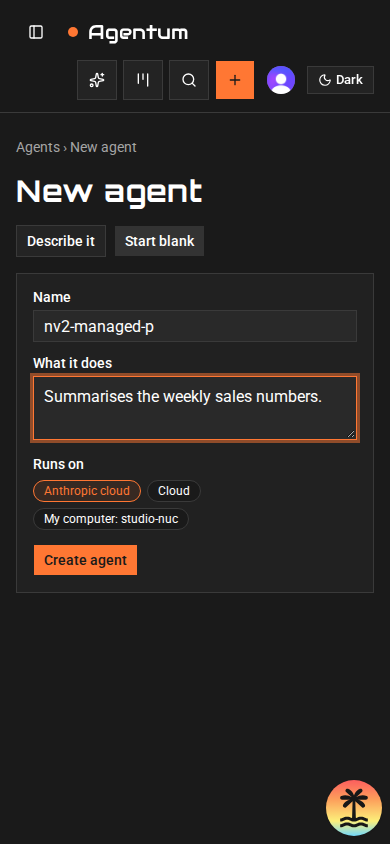 Agentum
Dark
Agents › New agent
New agent
Describe it
Start blank
Name
nv2-managed-p
What it does
Summarises the weekly sales numbers.
Runs on
Anthropic cloud
Cloud
My computer: studio-nuc
Create agent